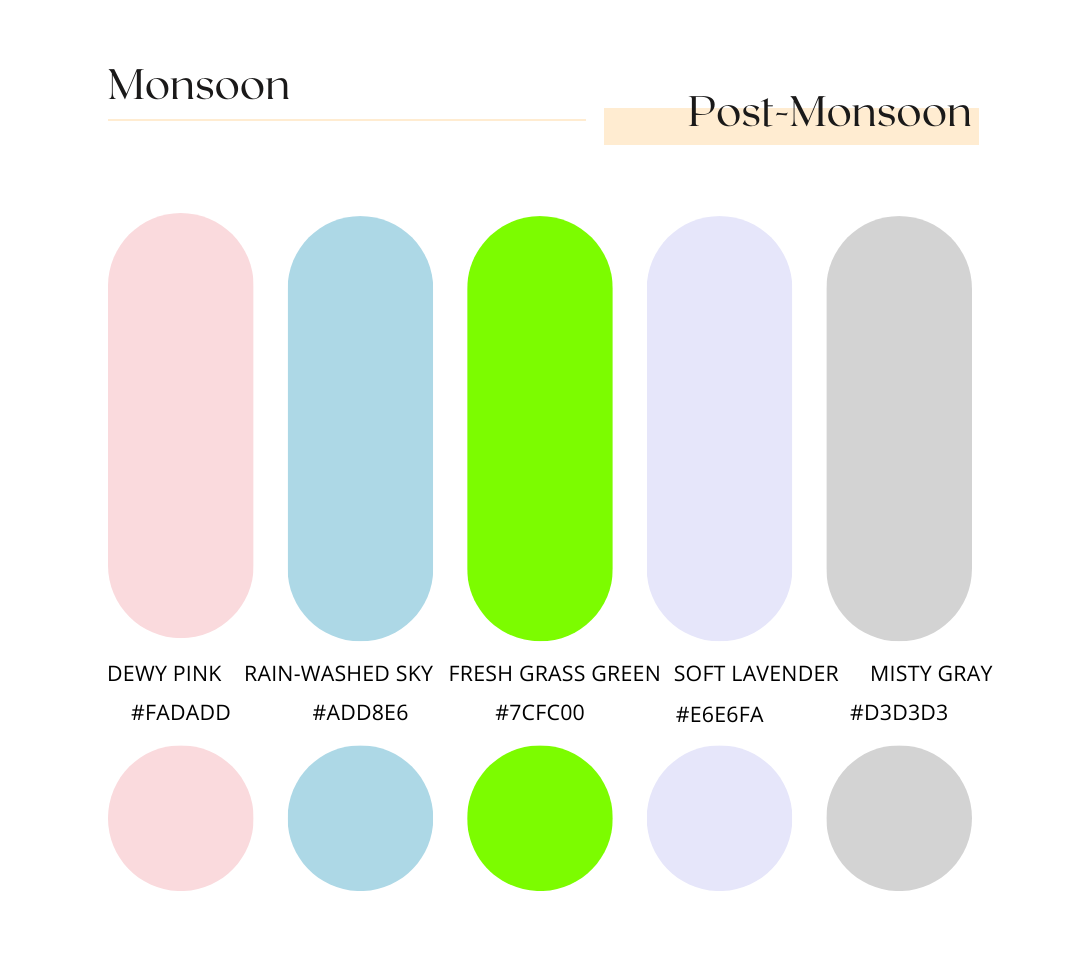 Monsoon
Post-Monsoon
DEWY PINK
RAIN-WASHED SKY
FRESH GRASS GREEN
SOFT LAVENDER
MISTY GRAY
#FADADD
#ADD8E6
#7CFC00
#E6E6FA
#D3D3D3